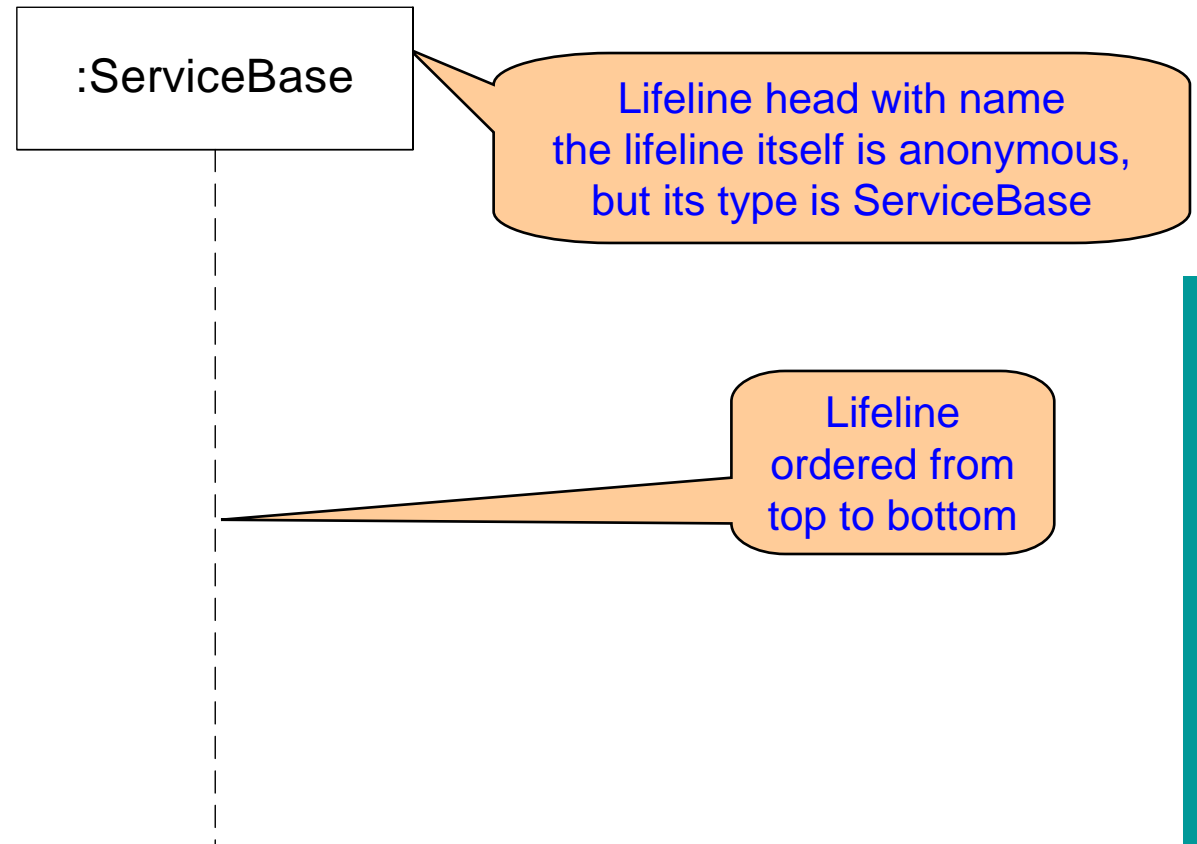 :ServiceBase
Lifeline head with name
the lifeline itself is anonymous,
but its type is ServiceBase
Lifeline
ordered from
top to bottom